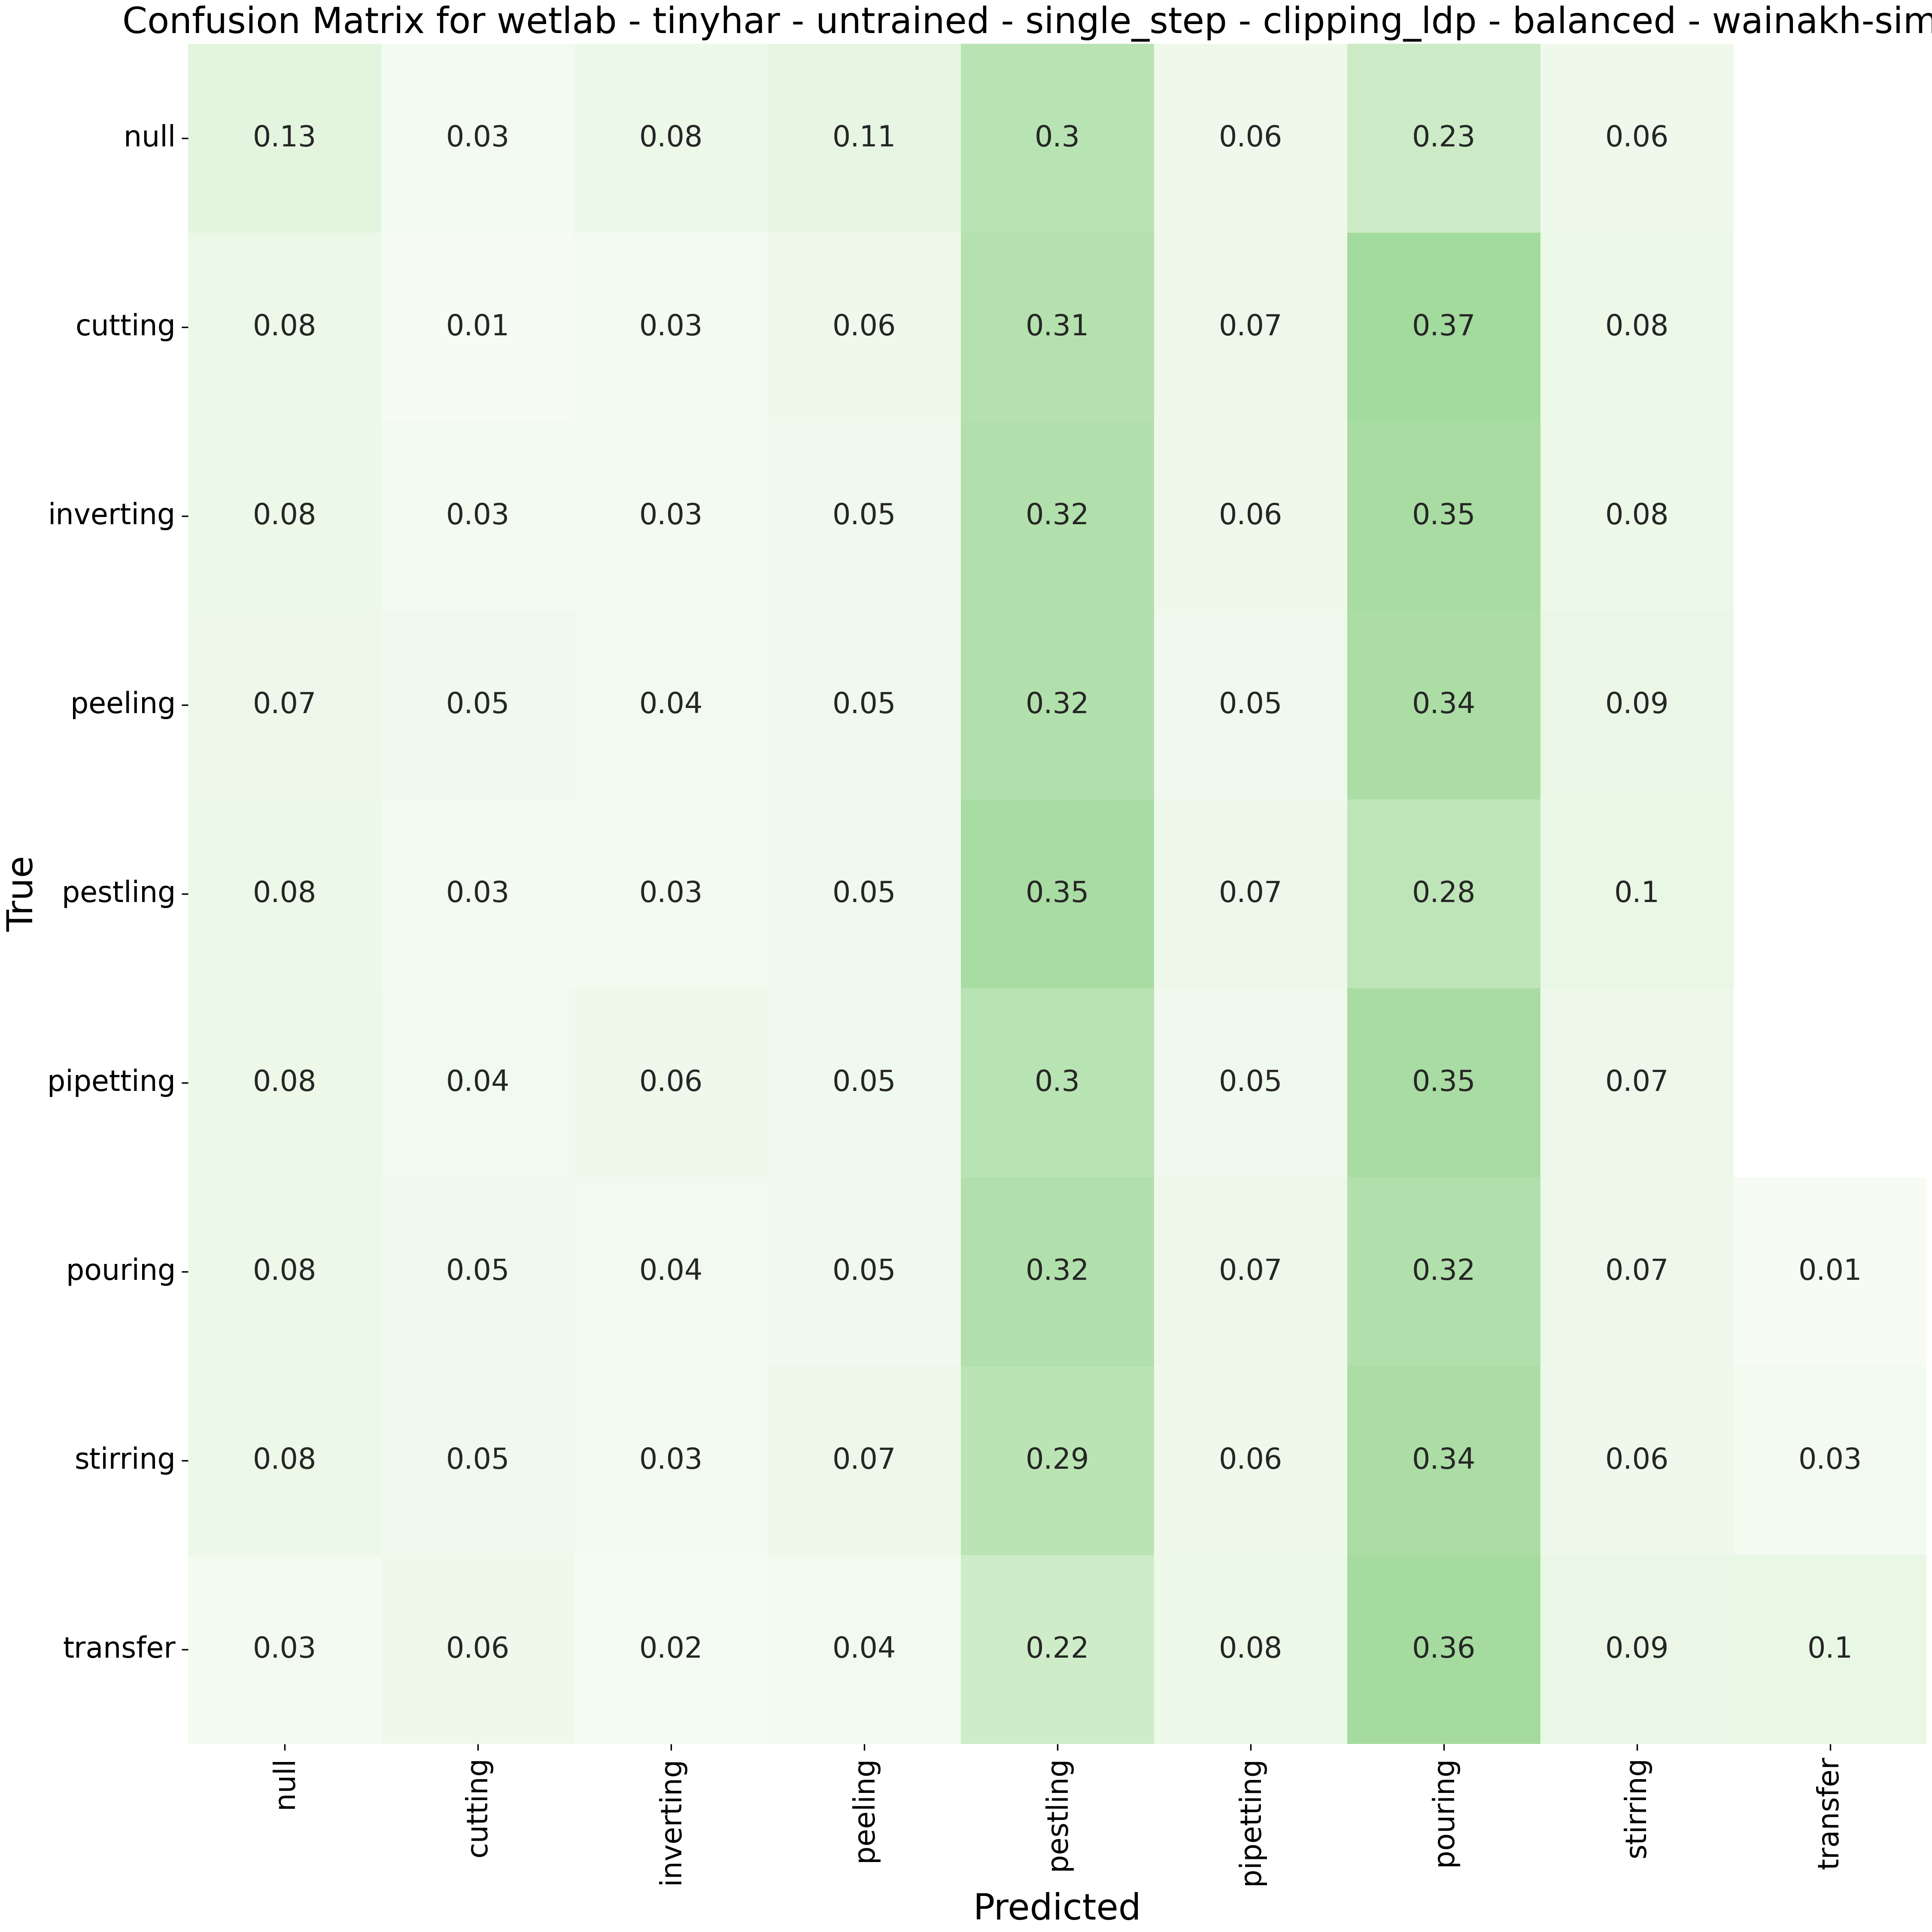 Confusion Matrix for wetlab - tinyhar - untrained - single_step - clipping_ldp - balanced - wainakh-sim
null 0.13 0.03 0.08 0.11 0.3 0.06 0.23 0.06
cutting 0.08 0.01 0.03 0.06 0.31 0.07 0.37 0.08
inverting 0.08 0.03 0.03 0.05 0.32 0.06 0.35 0.08
peeling 0.07 0.05 0.04 0.05 0.32 0.05 0.34 0.09
pestling 0.08 0.03 0.03 0.05 0.35 0.07 0.28 0.1
pipetting 0.08 0.04 0.06 0.05 0.3 0.05 0.35 0.07
pouring 0.08 0.05 0.04 0.05 0.32 0.07 0.32 0.07 0.01
stirring 0.08 0.05 0.03 0.07 0.29 0.06 0.34 0.06 0.03
transfer 0.03 0.06 0.02 0.04 0.22 0.08 0.36 0.09 0.1
True
null cutting inverting peeling pestling pipetting pouring stirring transfer
Predicted